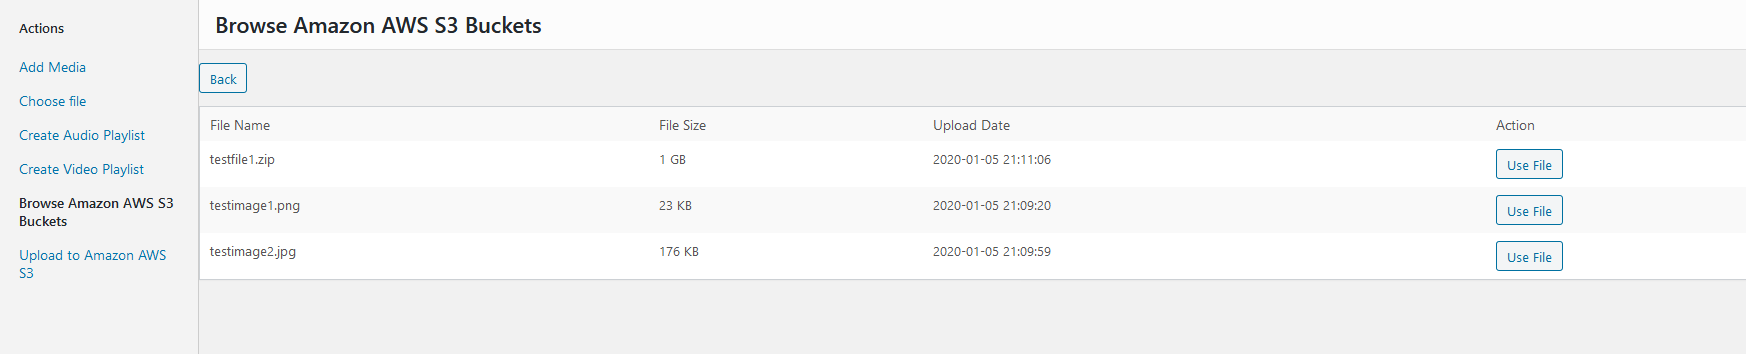 Actions
Add Media
Choose file
Create Audio Playlist
Create Video Playlist
Browse Amazon AWS S3
Buckets
Upload to Amazon AWS
S3
Browse Amazon AWS S3 Buckets
Back
File Name File Size Upload Date Action
testfile1.zip 1 GB 2020-01-05 21:11:06 Use File
testimage1.png 23 KB 2020-01-05 21:09:20 Use File
testimage2.jpg 176 KB 2020-01-05 21:09:59 Use File